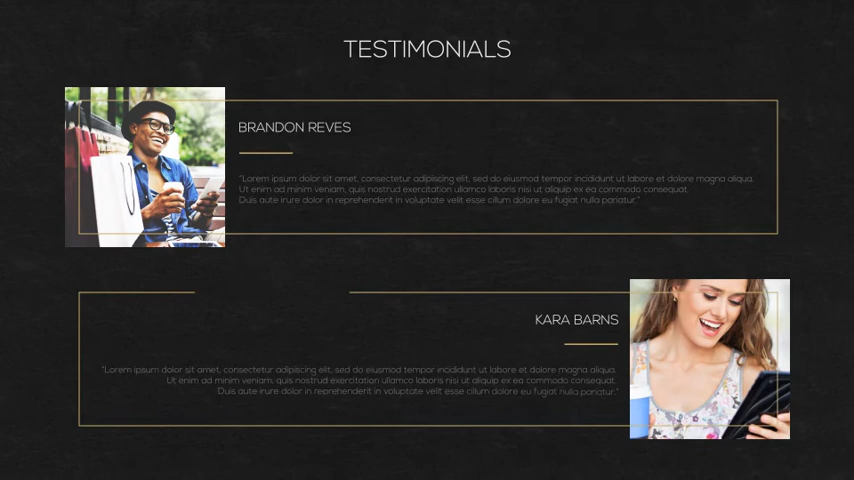 TESTIMONIALS
BRANDON REVES
"Lorem ipsum dolor sit amet, consectetur adipiscing elit, sed do eiusmod tempor incididunt ut labore et dolore magna aliqua.
Ut enim ad minim veniam, quis nostrud exercitation ullamco laboris nisi ut aliquip ex ea commodo consequat.
Duis aute irure dolor in reprehenderit in voluptate velit esse cillum dolore eu fugiat nulla pariatur."
KARA BARNS
"Lorem ipsum dolor sit amet, consectetur adipiscing elit, sed do eiusmod tempor incididunt ut labore et dolore magna aliqua.
Ut enim ad minim veniam, quis nostrud exercitation ullamco laboris nisi ut aliquip ex ea commodo consequat.
Duis aute irure dolor in reprehenderit in voluptate velit esse cillum dolore eu fugiat nulla pariatur."